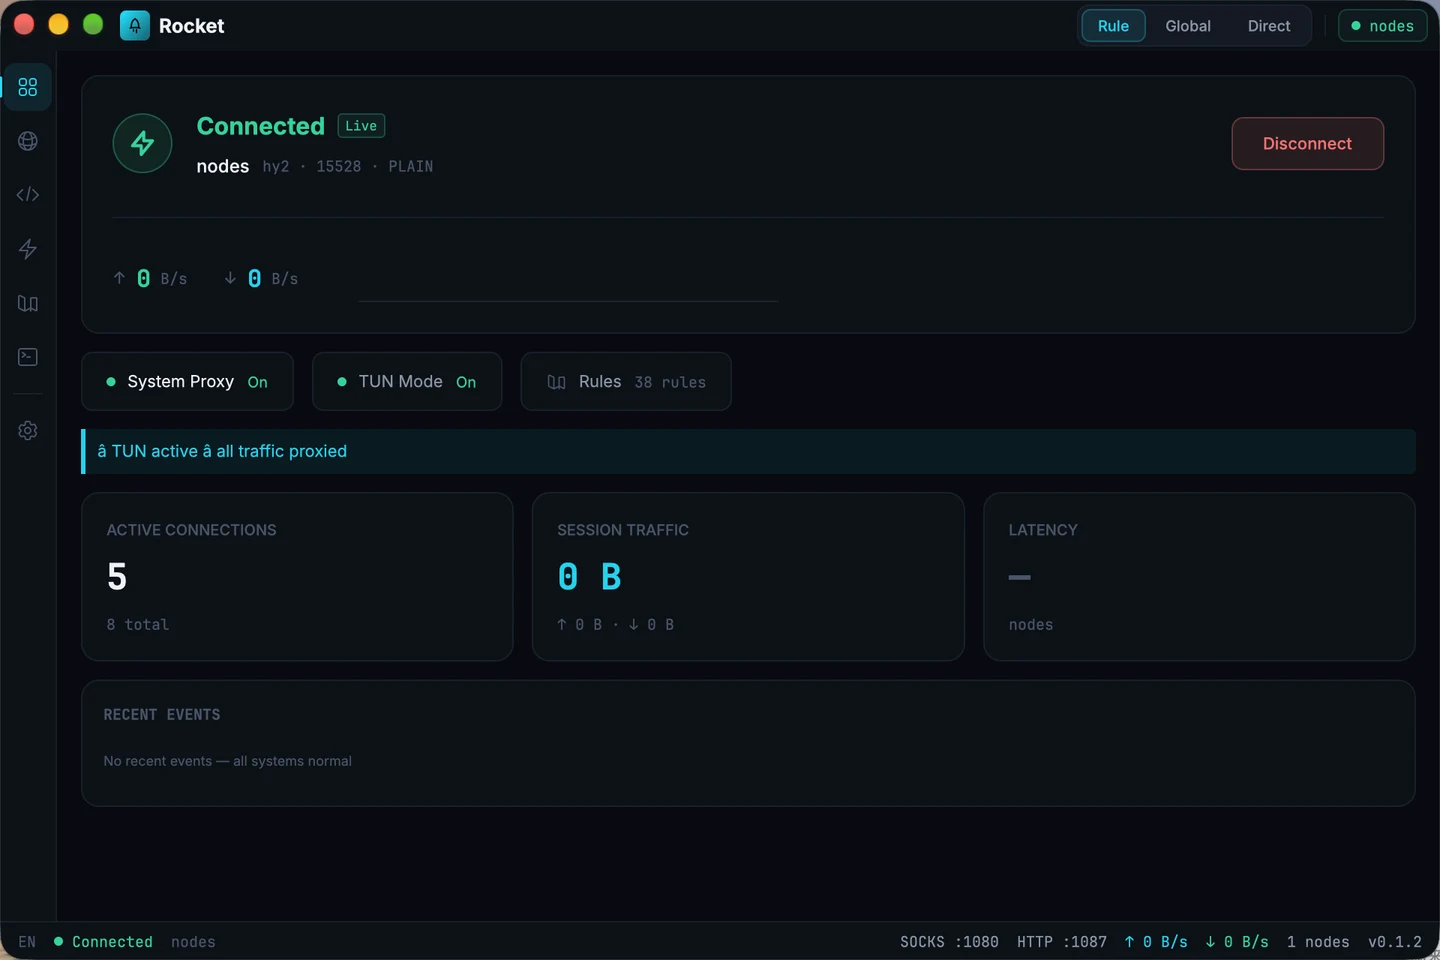 Rocket
Rule Global Direct nodes
Connected Live
nodes hy2 · 15528 · PLAIN
Disconnect
↑ 0 B/s ↓ 0 B/s
System Proxy On TUN Mode On Rules 38 rules
â TUN active â all traffic proxied
ACTIVE CONNECTIONS
5
8 total
SESSION TRAFFIC
0 B
↑ 0 B · ↓ 0 B
LATENCY
—
nodes
RECENT EVENTS
No recent events — all systems normal
EN Connected nodes SOCKS :1080 HTTP :1087 ↑ 0 B/s ↓ 0 B/s 1 nodes v0.1.2